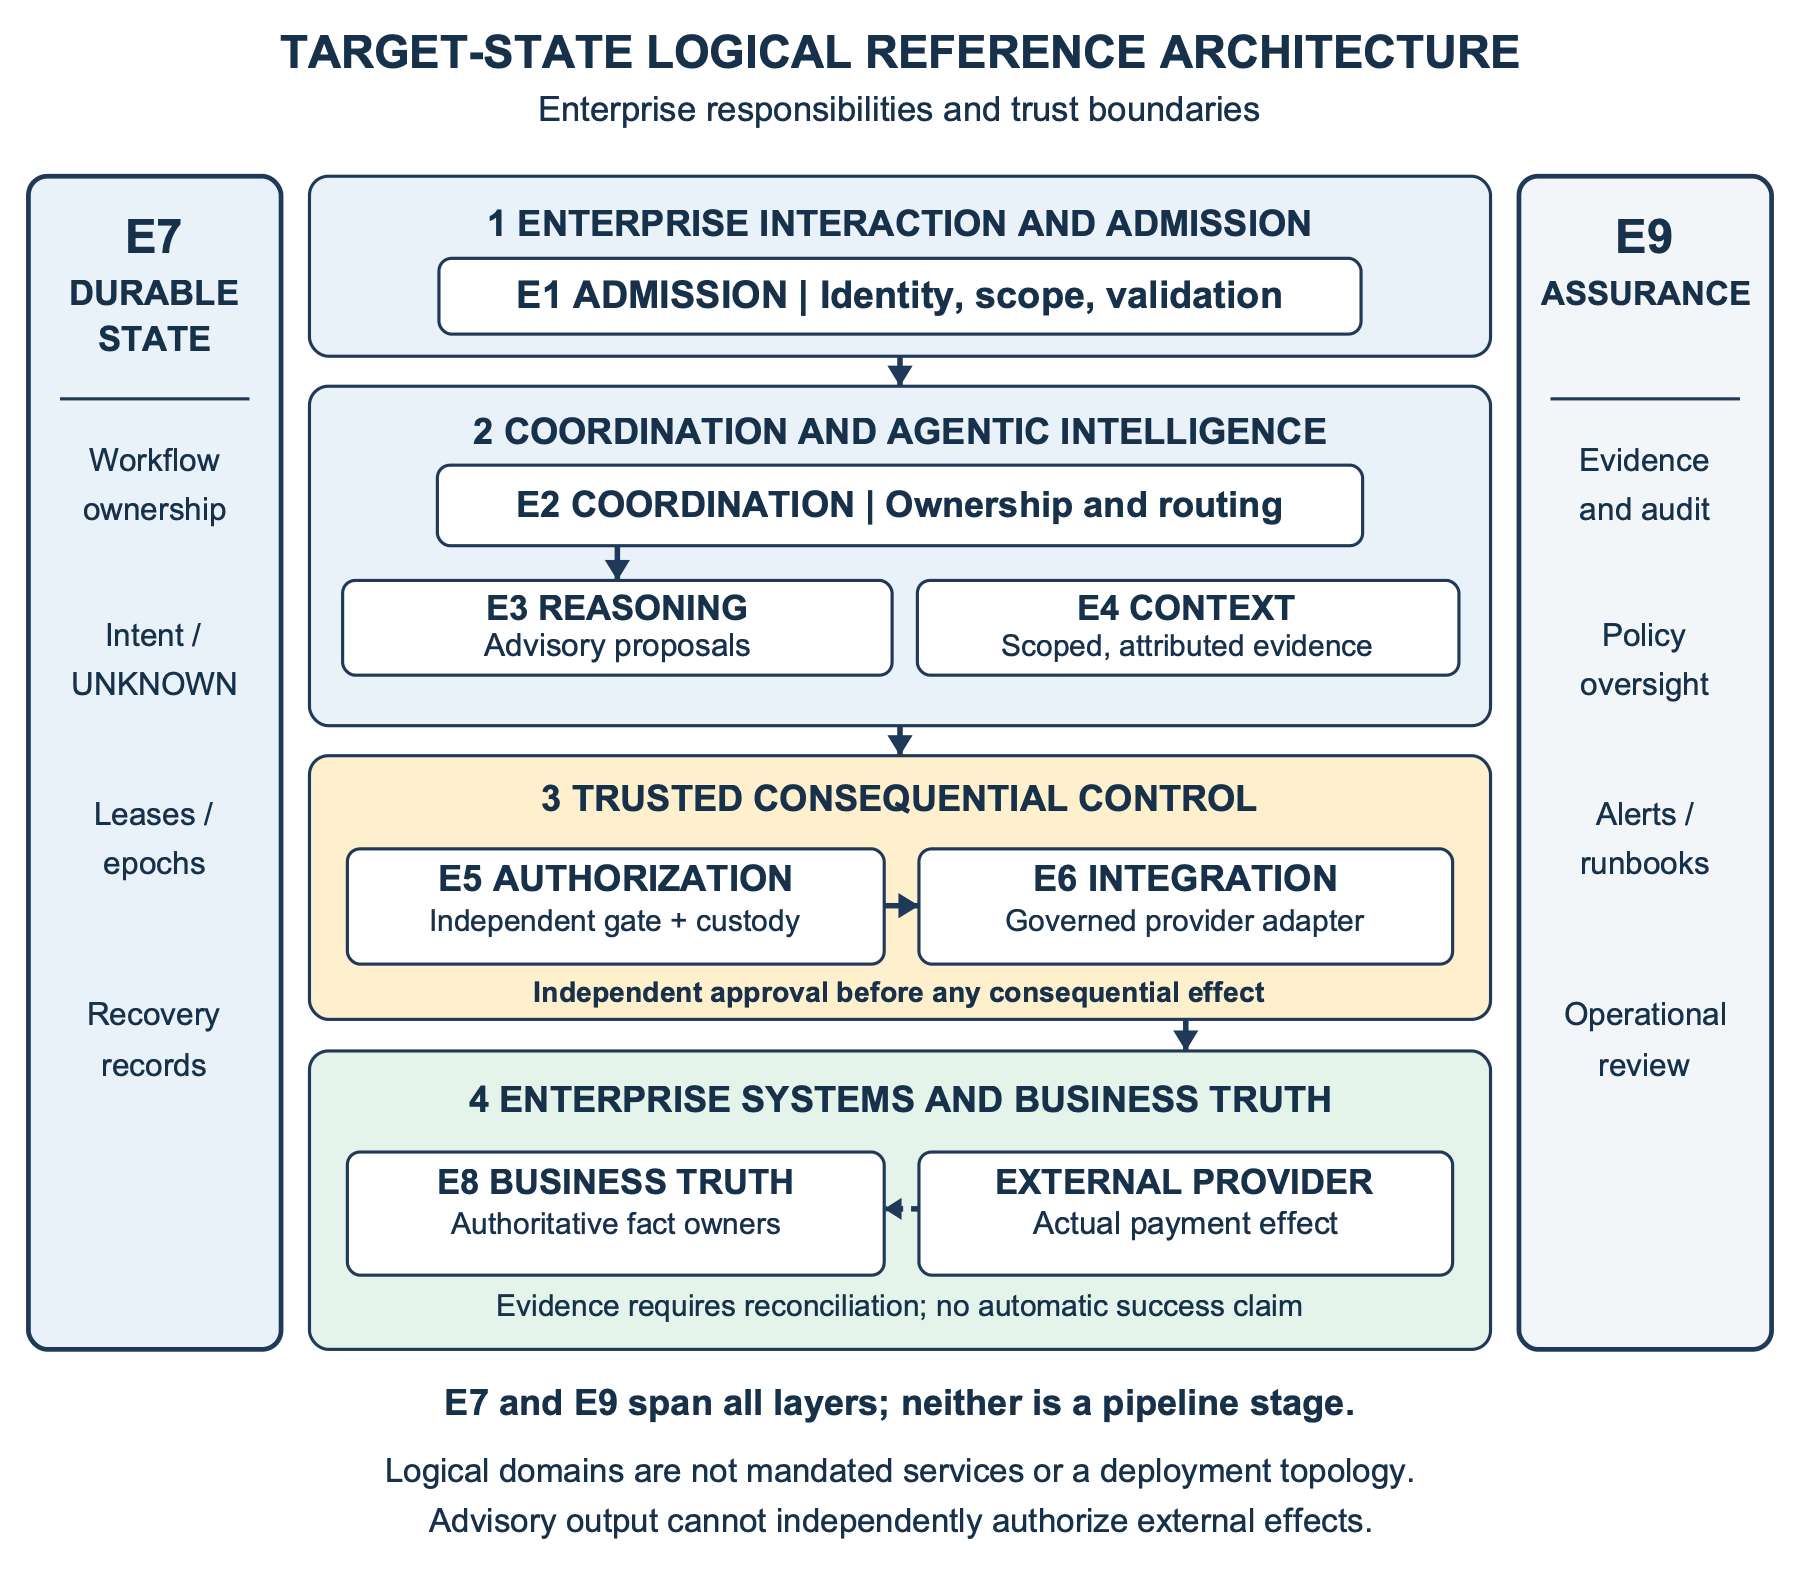 TARGET-STATE LOGICAL REFERENCE ARCHITECTURE
Enterprise responsibilities and trust boundaries
E7
DURABLE
STATE
Workflow
ownership
Intent /
UNKNOWN
Leases /
epochs
Recovery
records
1 ENTERPRISE INTERACTION AND ADMISSION
E1 ADMISSION | Identity, scope, validation
2 COORDINATION AND AGENTIC INTELLIGENCE
E2 COORDINATION | Ownership and routing
E3 REASONING
Advisory proposals
E4 CONTEXT
Scoped, attributed evidence
3 TRUSTED CONSEQUENTIAL CONTROL
E5 AUTHORIZATION
Independent gate + custody
E6 INTEGRATION
Governed provider adapter
Independent approval before any consequential effect
4 ENTERPRISE SYSTEMS AND BUSINESS TRUTH
E8 BUSINESS TRUTH
Authoritative fact owners
EXTERNAL PROVIDER
Actual payment effect
Evidence requires reconciliation; no automatic success claim
E9
ASSURANCE
Evidence
and audit
Policy
oversight
Alerts /
runbooks
Operational
review
E7 and E9 span all layers; neither is a pipeline stage.
Logical domains are not mandated services or a deployment topology.
Advisory output cannot independently authorize external effects.